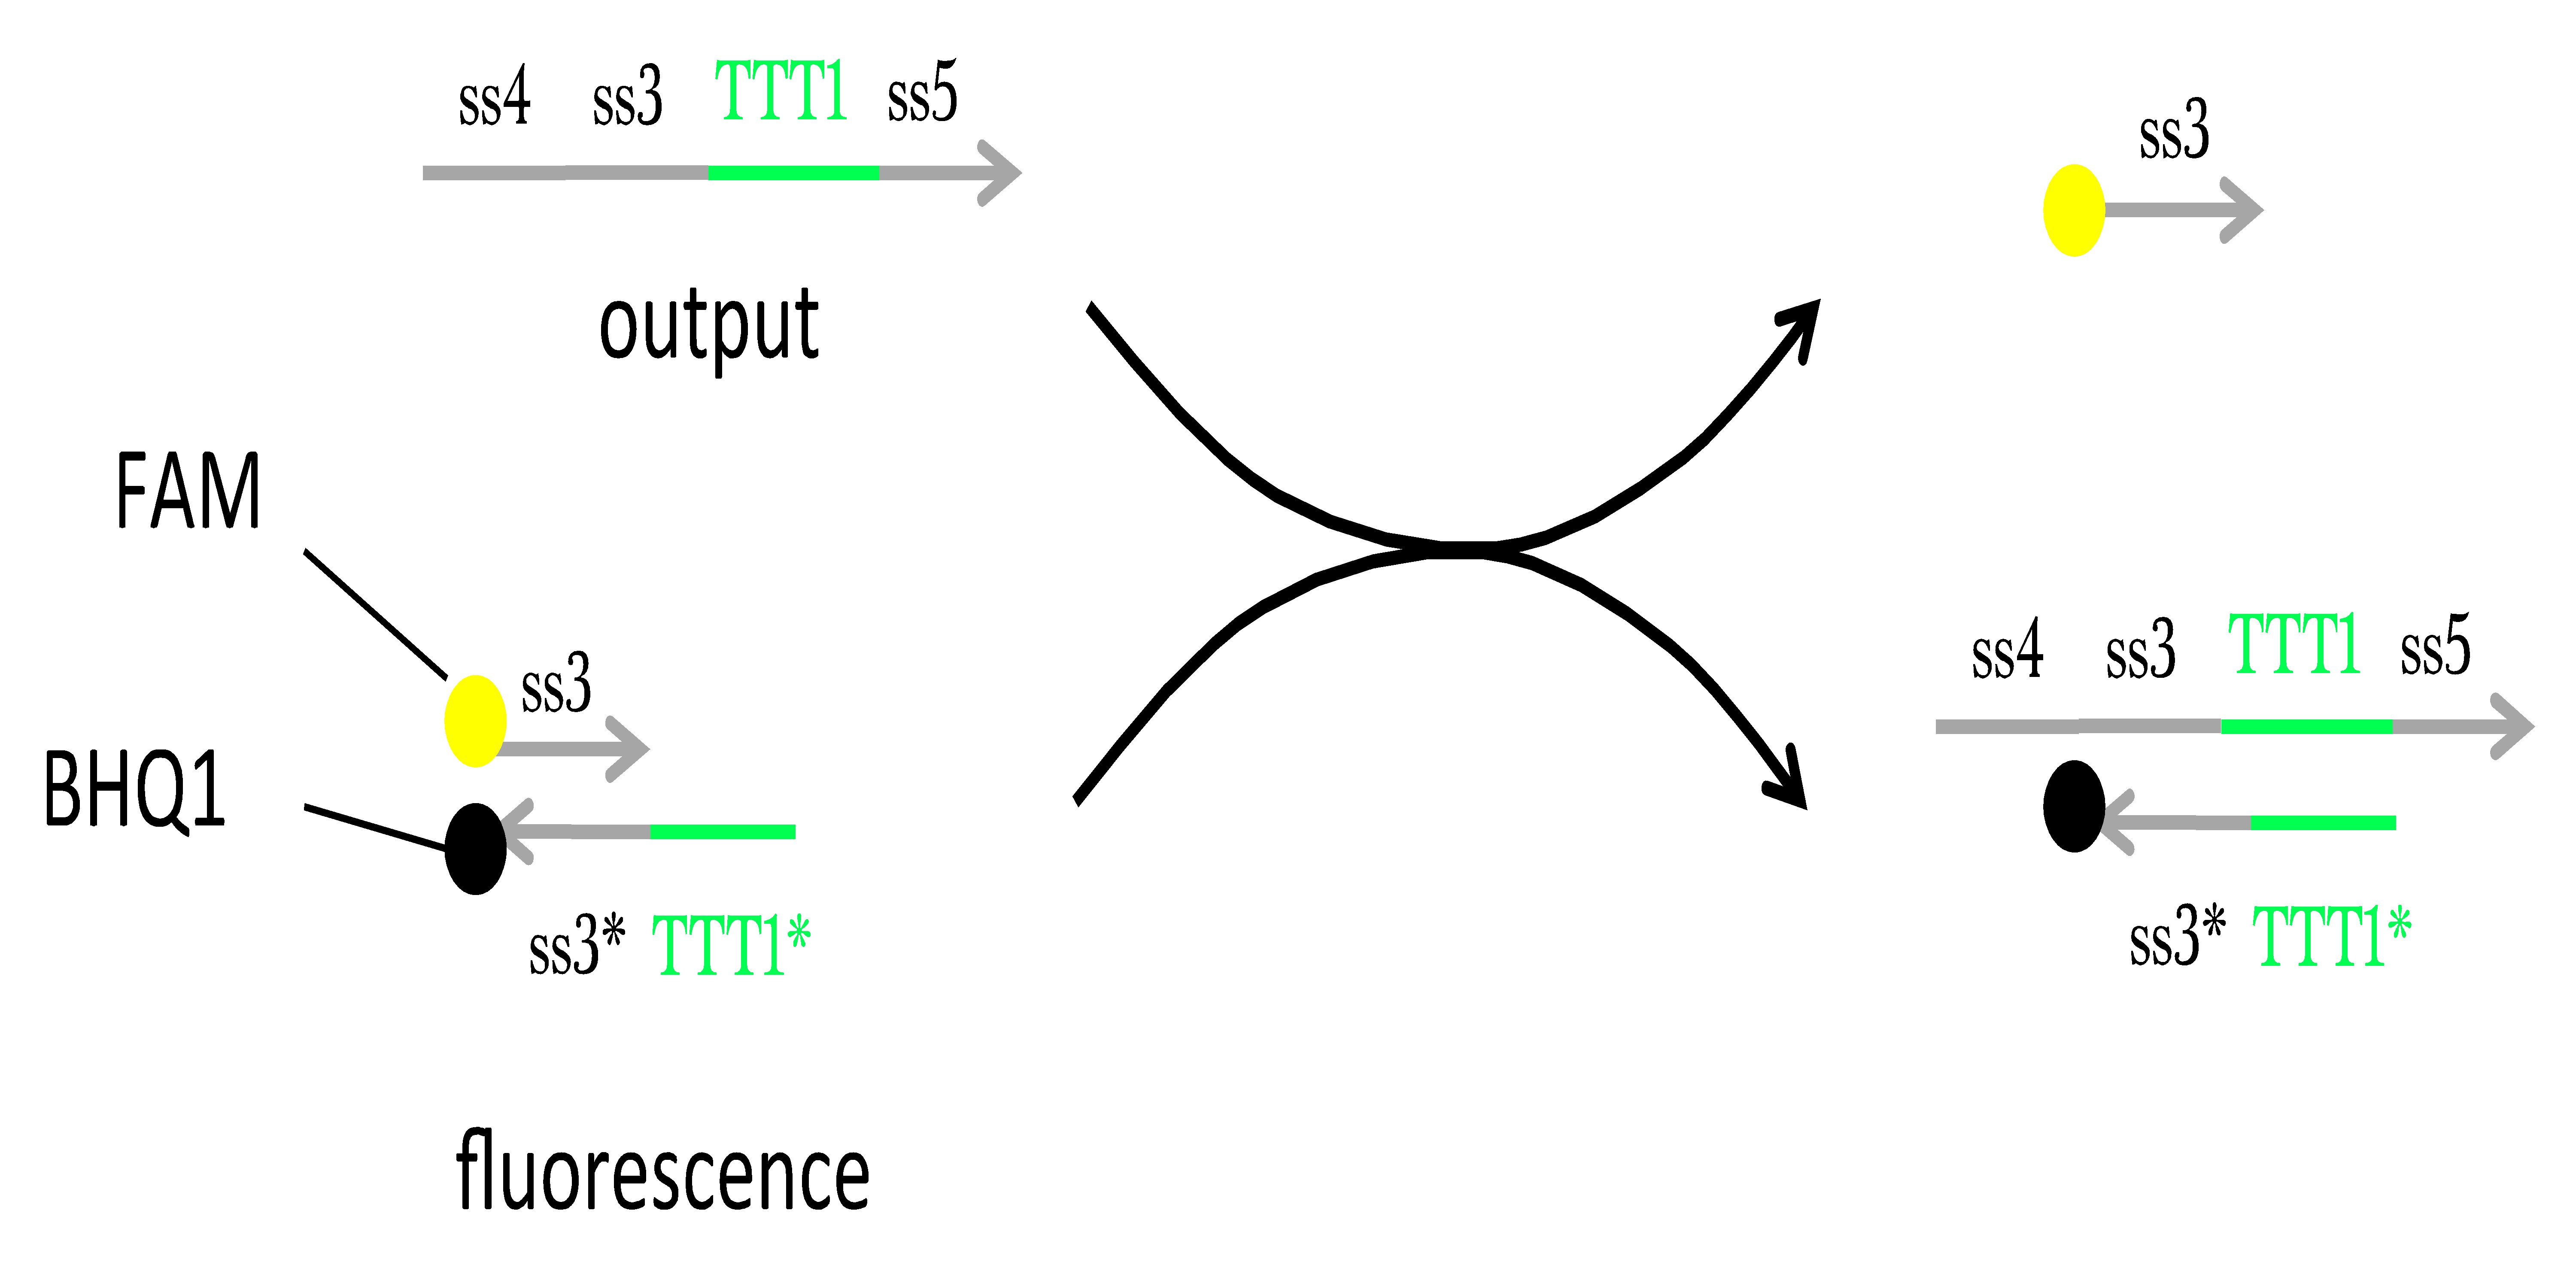 ss4 ss3 TTT1 ss5
output
FAM
BHQ1
ss3
ss3* TTT1*
fluorescence
ss3
ss4 ss3 TTT1 ss5
ss3* TTT1*